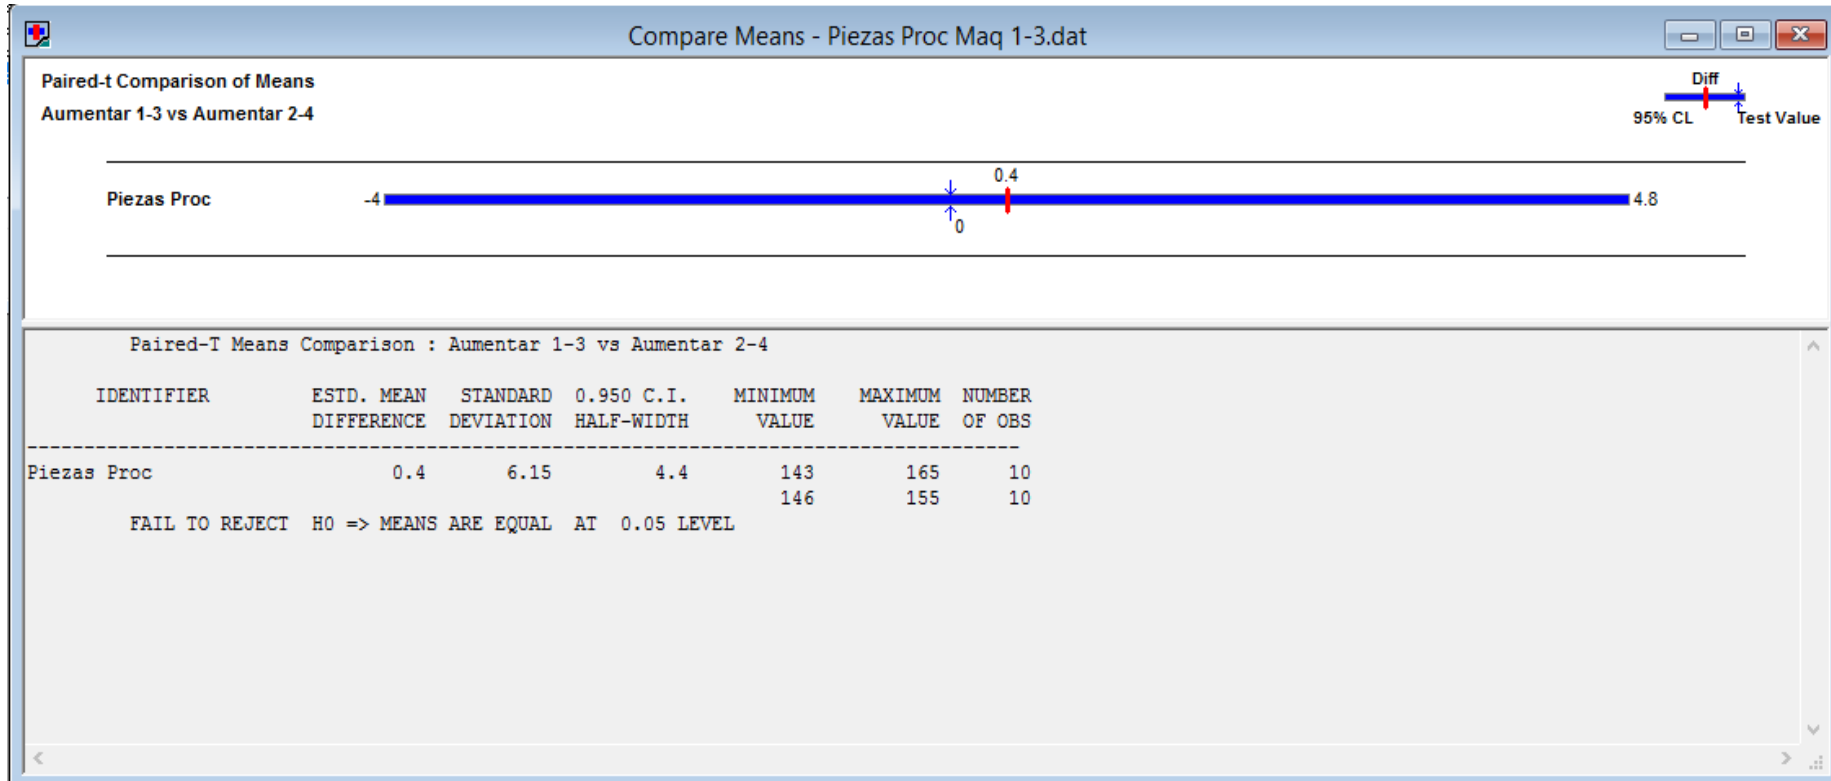 Compare Means - Piezas Proc Maq 1-3.dat
Paired-t Comparison of Means
Aumentar 1-3 vs Aumentar 2-4
Diff
95% CL Test Value
0.4
Piezas Proc -4 4.8
0
Paired-T Means Comparison : Aumentar 1-3 vs Aumentar 2-4
IDENTIFIER ESTD. MEAN STANDARD 0.950 C.I. MINIMUM MAXIMUM NUMBER
DIFFERENCE DEVIATION HALF-WIDTH VALUE VALUE OF OBS
Piezas Proc 0.4 6.15 4.4 143 165 10
146 155 10
FAIL TO REJECT H0 => MEANS ARE EQUAL AT 0.05 LEVEL